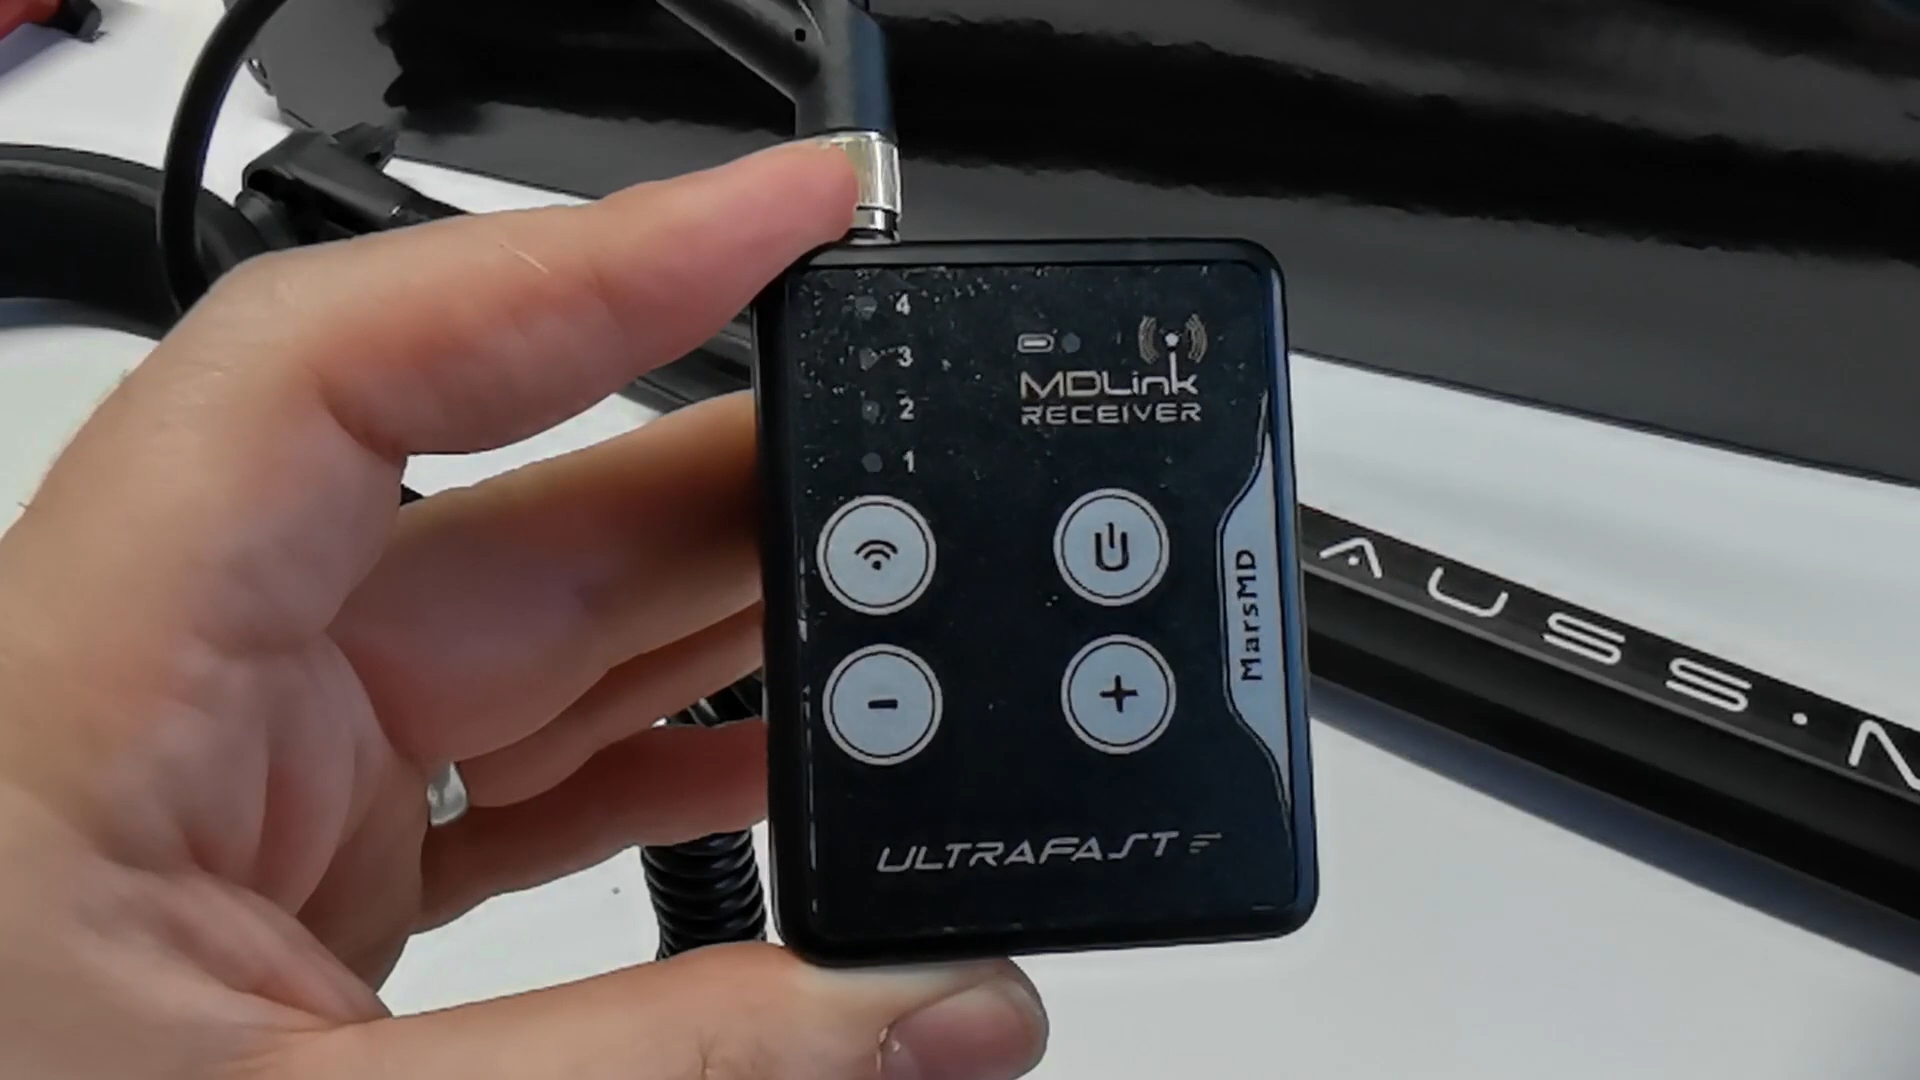 4
3
2
1
MDLink
RECEIVER
MarsMD
ULTRAFAST
AUSS·N